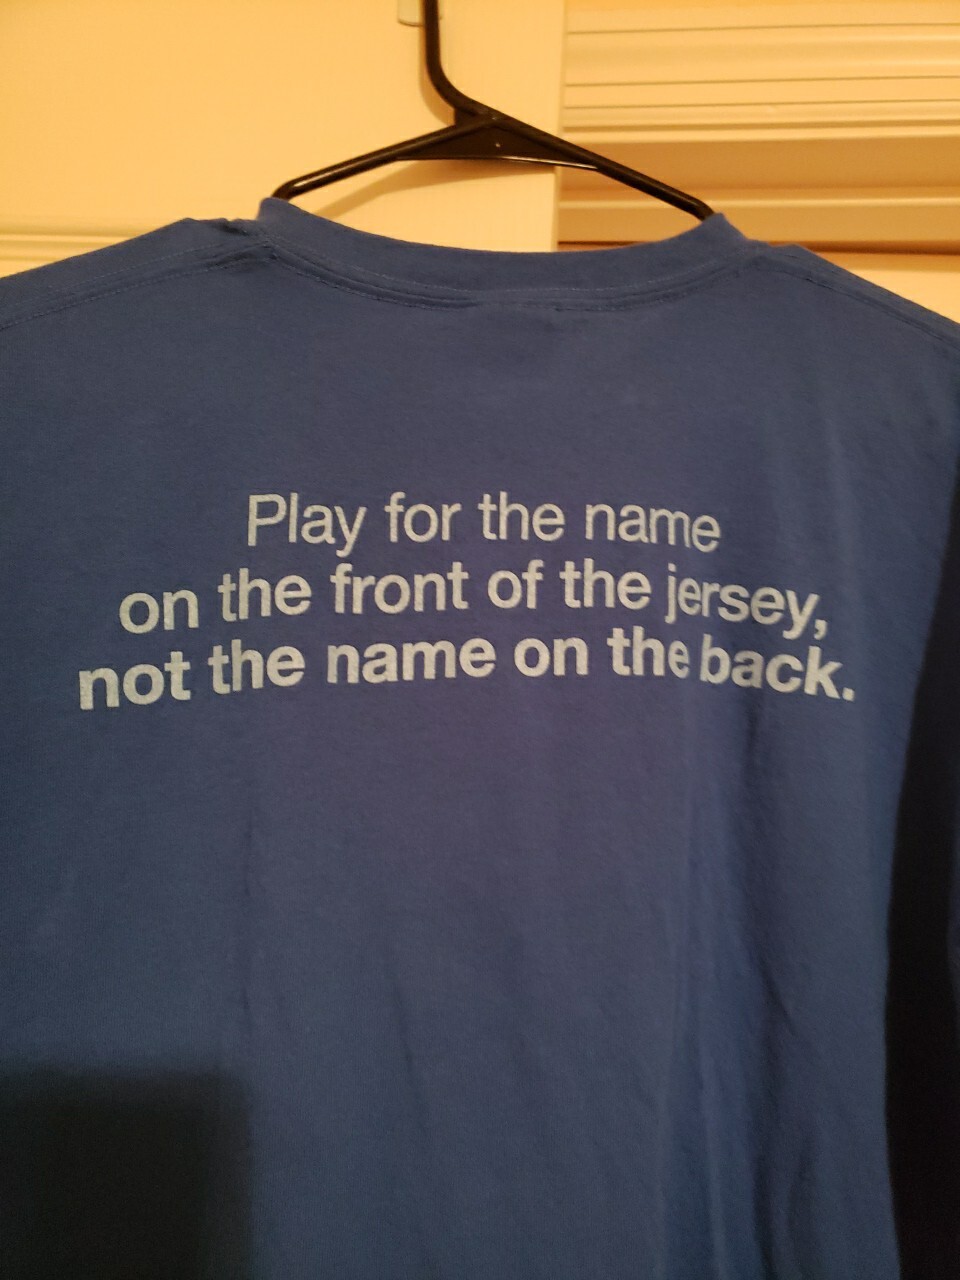 Play for the name
on the front of the jersey,
not the name on the back.